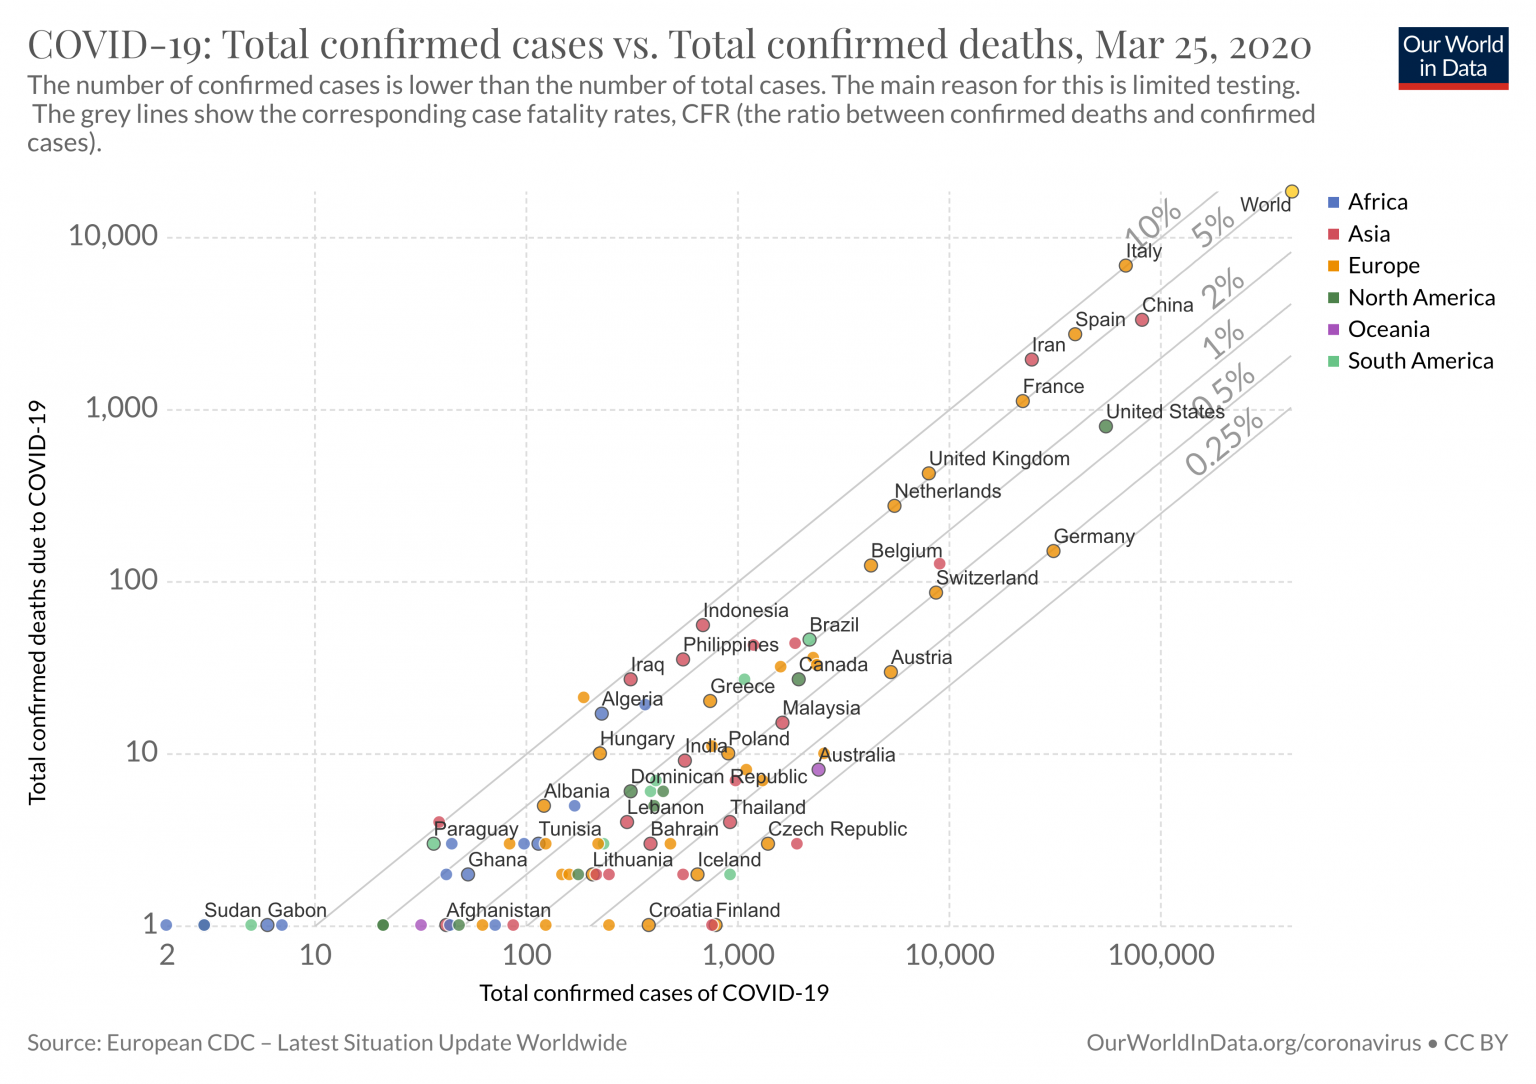 COVID-19: Total confirmed cases vs. Total confirmed deaths, Mar 25, 2020
Our World
in Data
The number of confirmed cases is lower than the number of total cases. The main reason for this is limited testing.
The grey lines show the corresponding case fatality rates, CFR (the ratio between confirmed deaths and confirmed
cases).
World
Africa
10%
5%
Asia
10,000
Italy
Europe
2%
China
North America
Spain
Oceania
1%
Iran
South America
France
0.5%
1,000
United States
0.25%
United Kingdom
Netherlands
Germany
Belgium
100
Switzerland
Indonesia
Brazil
Philippines
Austria
Iraq
Canada
Greece
Algeria
Malaysia
Hungary
India
Poland
10
Australia
Dominican Republic
Albania
Lebanon
Thailand
Paraguay
Tunisia
Bahrain
Czech Republic
Ghana
Lithuania
Iceland
Sudan
Gabon
Afghanistan
Croatia
Finland
1
2
10
100
1,000
10,000
100,000
Total confirmed deaths due to COVID-19
Total confirmed cases of COVID-19
Source: European CDC – Latest Situation Update Worldwide
OurWorldInData.org/coronavirus • CC BY